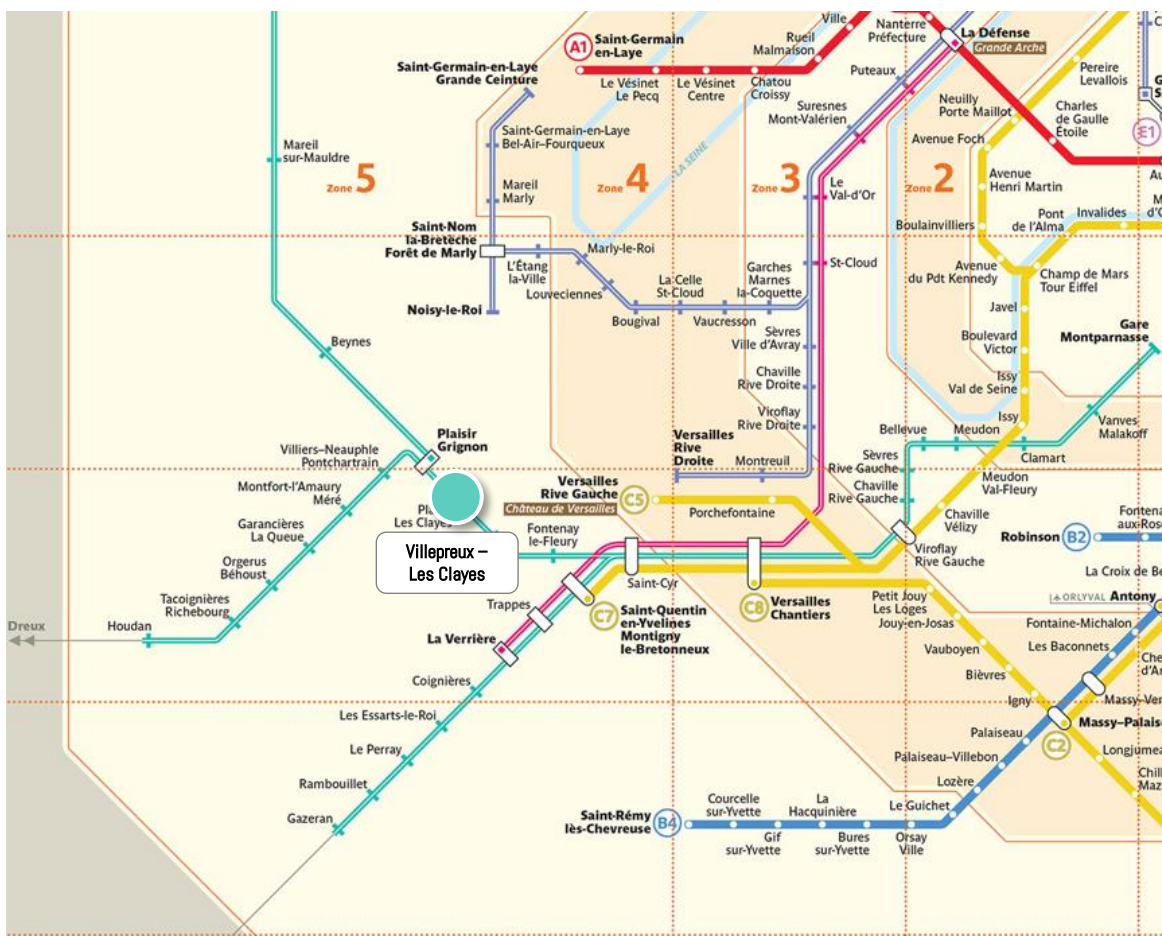 A1
Saint-Germain
en-Laye
Ville
Rueil
Malmaison
Nanterre
Préfecture
La Défense
Grande Arche
Saint-Germain-en-Laye
Grande Ceinture
Le Vésinet
Le Pecq
Le Vésinet
Centre
Chatou
Croissy
Puteaux
Pereire
Levallois
Suresnes
Mont-Valérien
Neuilly
Porte Maillot
Charles
de Gaulle
Étoile
E1
Mareil
sur-Mauldre
Saint-Germain-en-Laye
Bel-Air–Fourqueux
LA SEINE
Avenue Foch
Zone 5
Zone 4
Zone 3
Zone 2
Mareil
Marly
Le
Val-d'Or
Avenue
Henri Martin
Saint-Nom
la-Bretèche
Forêt de Marly
Marly-le-Roi
Boulainvilliers
Pont
de l'Alma
Invalides
L'Étang
la-Ville
Louveciennes
La Celle
St-Cloud
Garches
Marnes
la-Coquette
St-Cloud
Avenue
du Pdt Kennedy
Champ de Mars
Tour Eiffel
Noisy-le-Roi
Bougival
Vaucresson
Javel
Beynes
Sèvres
Ville d'Avray
Boulevard
Victor
Gare
Montparnasse
Chaville
Rive Droite
Issy
Val de Seine
Viroflay
Rive Droite
Issy
Vanves
Malakoff
Plaisir
Grignon
Versailles
Rive
Droite
Montreuil
Bellevue
Meudon
Clamart
Villiers–Neauphle
Pontchartrain
Sèvres
Rive Gauche
Meudon
Val-Fleury
Montfort-l'Amaury
Méré
Versailles
Rive Gauche
Château de Versailles
C5
Porchefontaine
Chaville
Rive Gauche
Chaville
Vélizy
Garancières
La Queue
Les Clayes
Fontenay
le-Fleury
Viroflay
Rive Gauche
Robinson
B2
Villepreux –
Les Clayes
Orgerus
Béhoust
Saint-Cyr
La Croix de
Tacoignières
Richebourg
Trappes
C7
Saint-Quentin
en-Yvelines
Montigny
le-Bretonneux
C8
Versailles
Chantiers
Petit Jouy
Les Loges
Jouy-en-Josas
ORLYVAL
Antony
Dreux
Houdan
La Verrière
Fontaine-Michalon
Vauboyen
Les Baconnets
Coignières
Bièvres
Igny
Les Essarts-le-Roi
C2
Le Perray
Palaiseau
Palaiseau–Villebon
Rambouillet
Lozère
Gazeran
Saint-Rémy
lès-Chevreuse
B4
Courcelle
sur-Yvette
La
Hacquinière
Le Guichet
Gif
sur-Yvette
Bures
sur-Yvette
Orsay
Ville